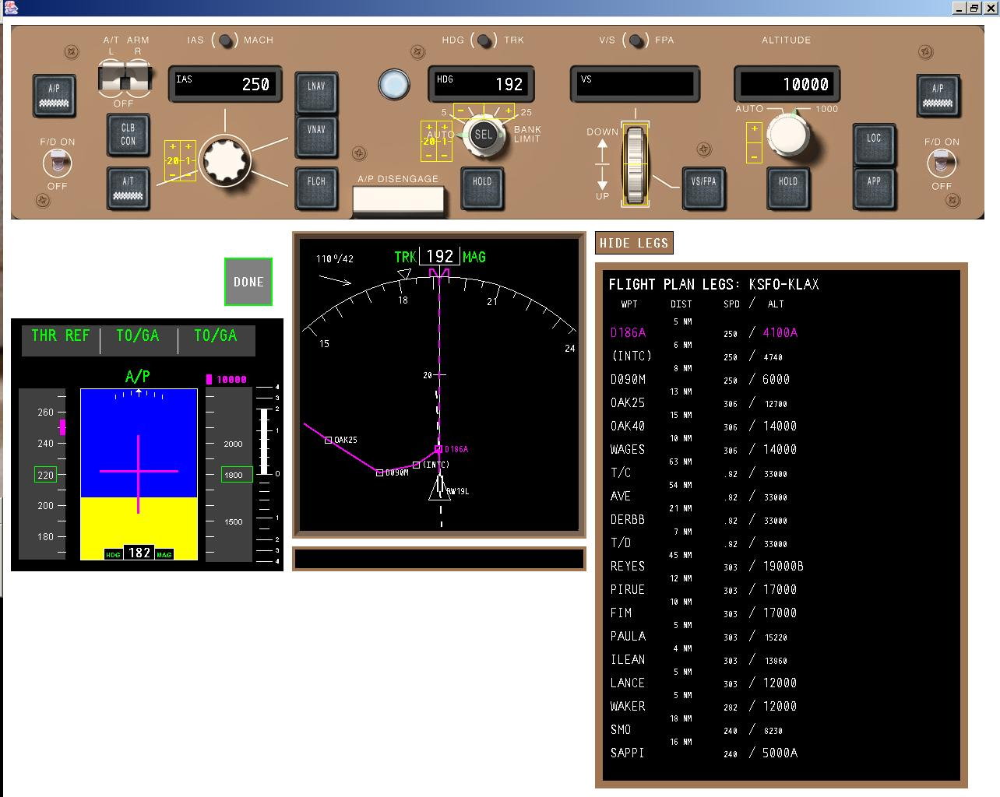 A/T ARM
L R
OFF
IAS MACH
IAS 250
HDG TRK
HDG 192
V/S FPA
VS
ALTITUDE
10000
A/P
F/D ON
OFF
CLB CON
A/T
+ +
-20-1-
- -
LNAV
VNAV
FLCH
A/P DISENGAGE
5 - + 25
AUTO
+ +
-20-1-
- -
SEL
BANK
LIMIT
HOLD
DOWN
UP
VS/FPA
AUTO 1000
+
-
HOLD
LOC
APP
A/P
F/D ON
OFF
DONE
THR REF TO/GA TO/GA
A/P
10000
260
240
220
200
180
2000
1800
1500
4
3
2
1
0
1
2
3
4
HDG 182 MAG
110º/42
TRK 192 MAG
15
18
21
24
20
OAK25
D090M
(INTC)
D186A
RW19L
HIDE LEGS
FLIGHT PLAN LEGS: KSFO-KLAX
WPT DIST SPD / ALT
5 NM
D186A 250 / 4100A
6 NM
(INTC) 250 / 4740
8 NM
D090M 250 / 6000
13 NM
OAK25 306 / 12700
15 NM
OAK40 306 / 14000
10 NM
WAGES 306 / 14000
63 NM
T/C .82 / 33000
54 NM
AVE .82 / 33000
21 NM
DERBB .82 / 33000
7 NM
T/D .82 / 33000
45 NM
REYES 303 / 19000B
12 NM
PIRUE 303 / 17000
10 NM
FIM 303 / 17000
5 NM
PAULA 303 / 15220
4 NM
ILEAN 303 / 13860
5 NM
LANCE 303 / 12000
5 NM
WAKER 282 / 12000
18 NM
SMO 240 / 8230
16 NM
SAPPI 240 / 5000A